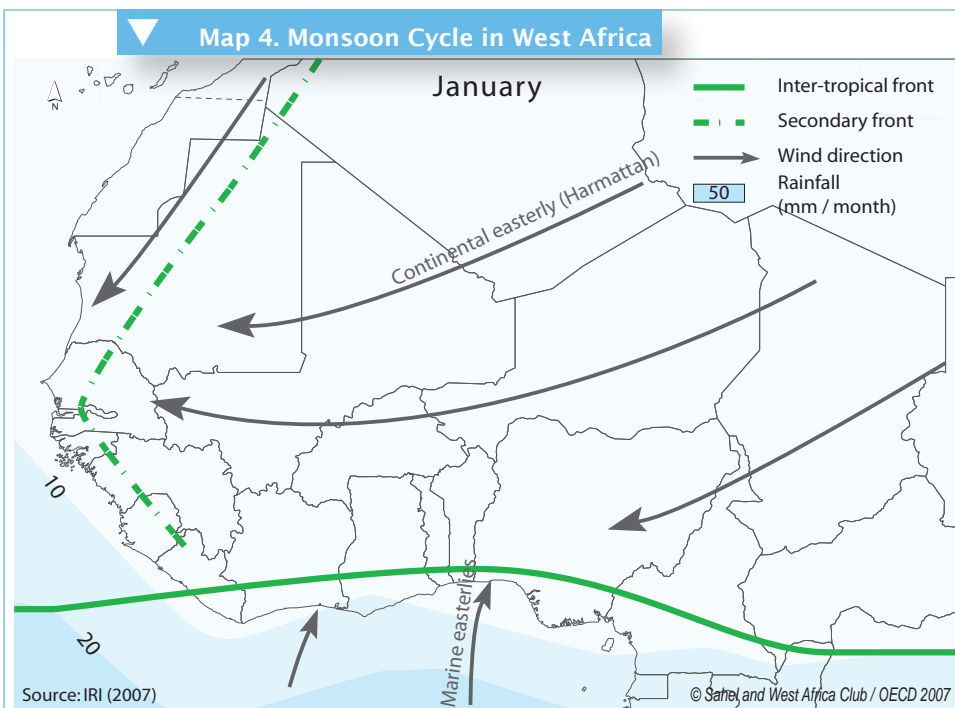 Map 4. Monsoon Cycle in West Africa
January
N
Inter-tropical front
Secondary front
Wind direction
50
Rainfall
(mm / month)
Continental easterly (Harmattan)
10
20
Marine easterlies
Source: IRI (2007)
© Sahel and West Africa Club / OECD 2007